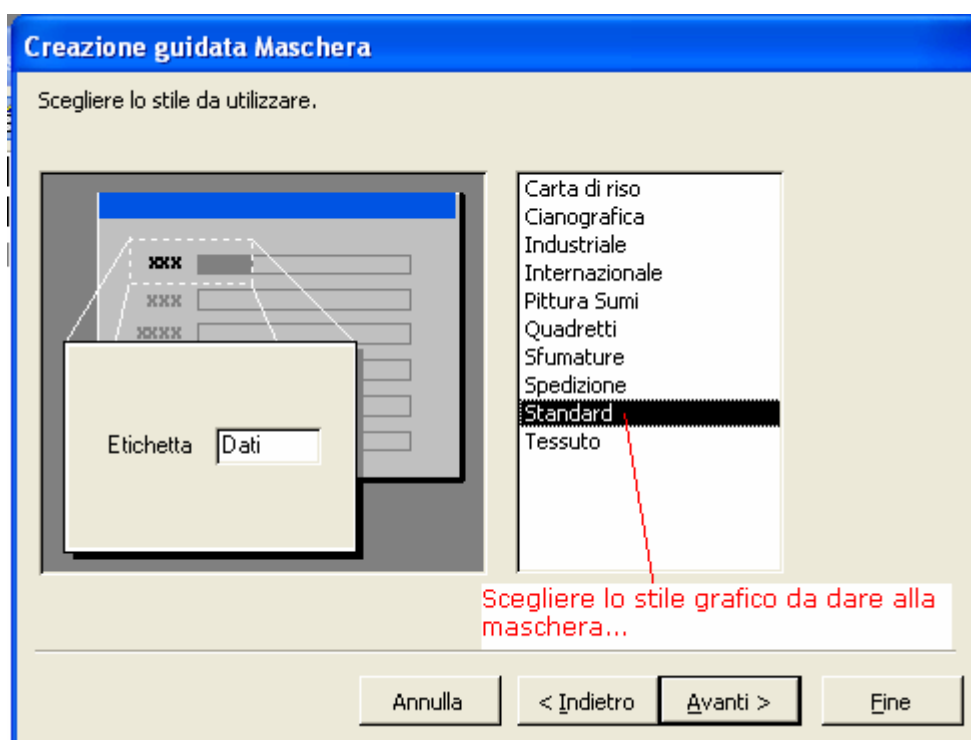 Creazione guidata Maschera
Scegliere lo stile da utilizzare.
xxx
xxx
xxxx
Etichetta Dati
Carta di riso
Cianografica
Industriale
Internazionale
Pittura Sumi
Quadretti
Sfumature
Spedizione
Standard
Tessuto
Scegliere lo stile grafico da dare alla
maschera...
Annulla < Indietro Avanti > Fine